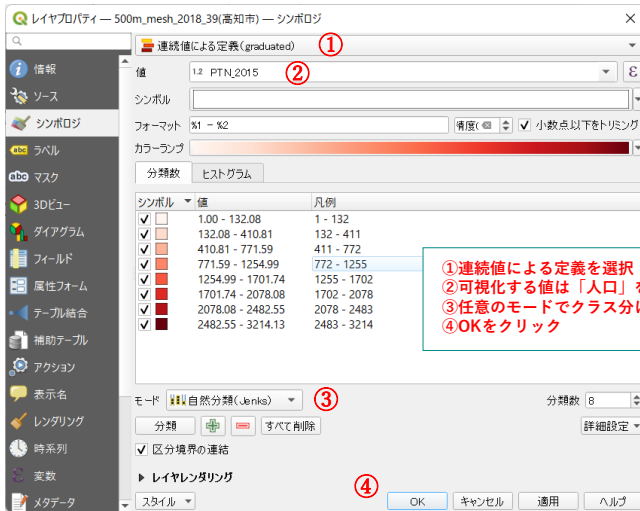 レイヤプロパティ — 500m_mesh_2018_39(高知市) — シンボロジ
連続値による定義(graduated) ①
情報
値 1.2 PTN_2015 ② ε
ソース
シンボル
シンボロジ
フォーマット %1 - %2 精度( 小数点以下をトリミング
カラーランプ
abc ラベル
分類数 ヒストグラム
abc マスク
シンボル 値 凡例
3Dビュー
1.00 - 132.08 1 - 132
132.08 - 410.81 132 - 411
ダイアグラム
410.81 - 771.59 411 - 772
フィールド
771.59 - 1254.99 772 - 1255
1254.99 - 1701.74 1255 - 1702
属性フォーム
1701.74 - 2078.08 1702 - 2078
テーブル結合
2078.08 - 2482.55 2078 - 2483
2482.55 - 3214.13 2483 - 3214
補助テーブル
①連続値による定義を選択
②可視化する値は「人口」を
③任意のモードでクラス分け
④OKをクリック
アクション
表示名
モード 自然分類(Jenks) ③ 分類数 8
レンダリング
分類 すべて削除 詳細設定
時系列
区分境界の連結
変数
レイヤレンダリング
メタデータ
スタイル ④ OK キャンセル 適用 ヘルプ